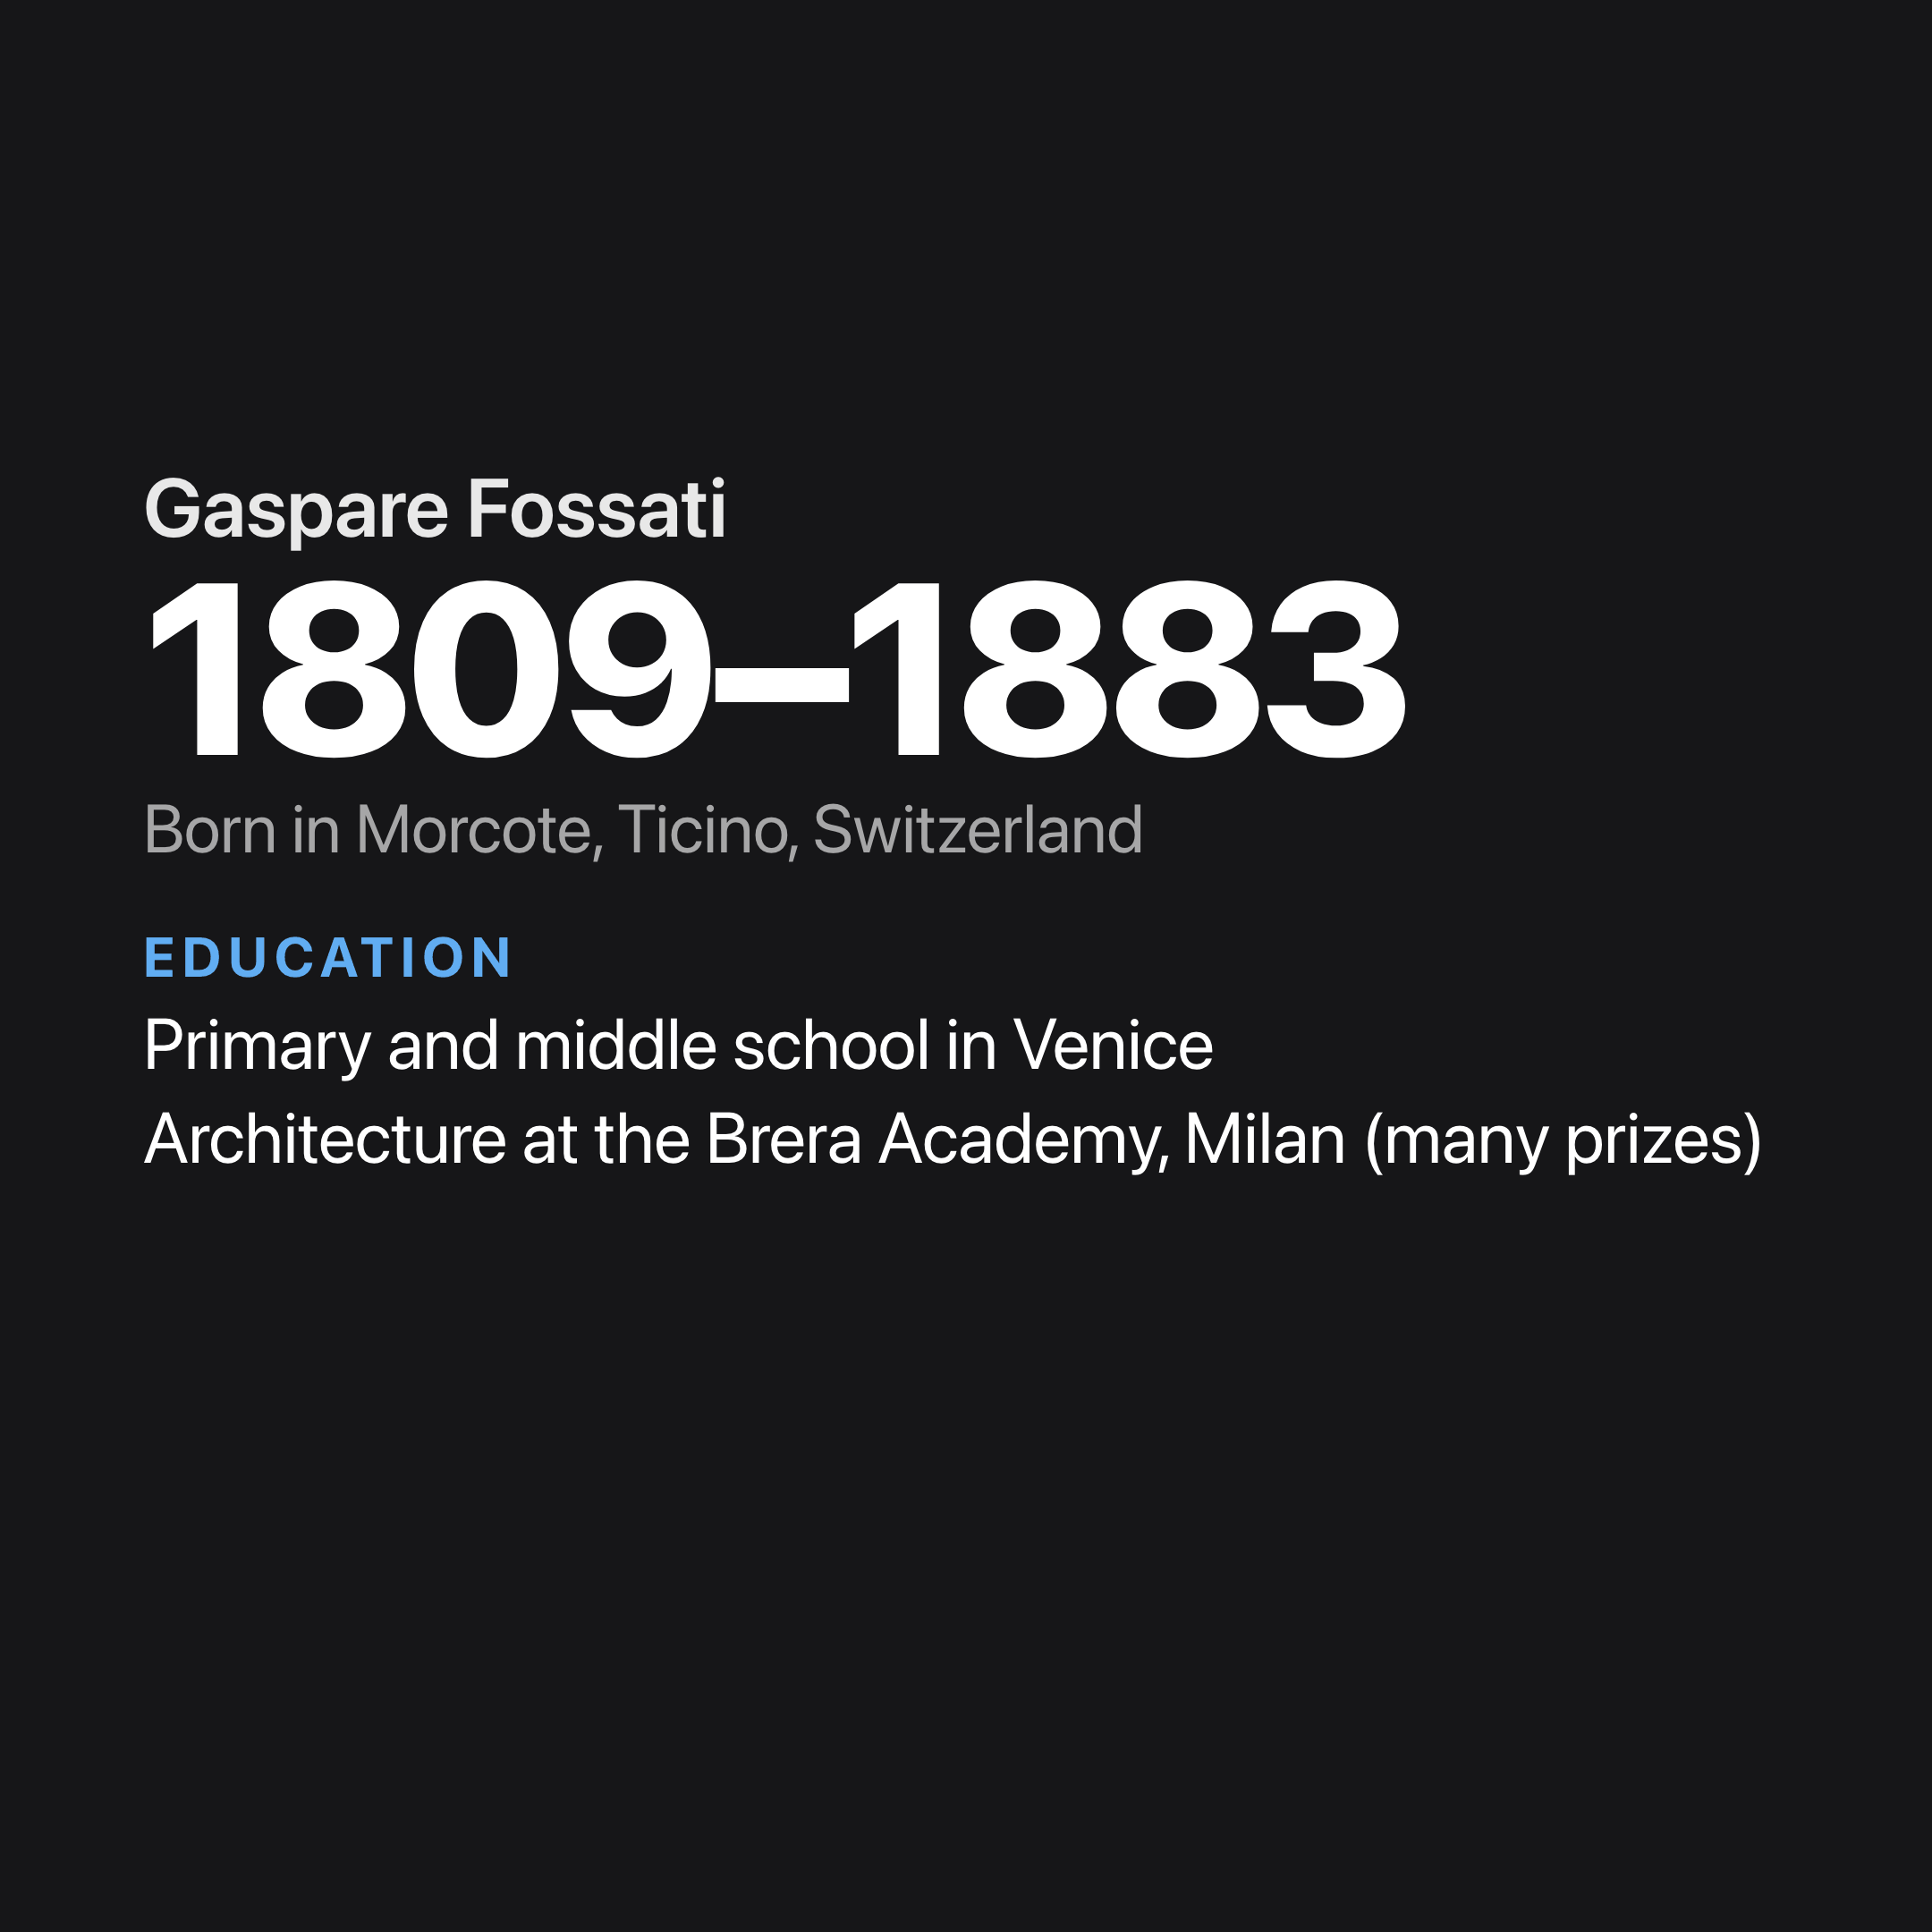 Gaspare Fossati
1809–1883
Born in Morcote, Ticino, Switzerland
EDUCATION
Primary and middle school in Venice
Architecture at the Brera Academy, Milan (many prizes)